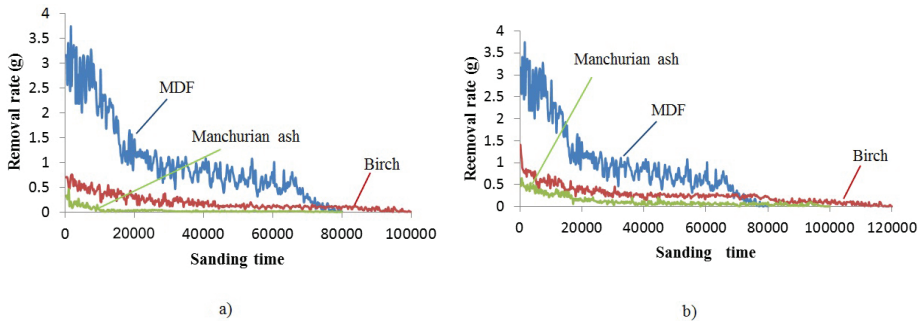 4
3.5
3
2.5
2
1.5
1
0.5
0
Removal rate (g)
MDF
Manchurian ash
Birch
0 20000 40000 60000 80000 100000
Sanding time
a)
4
3.5
3
2.5
2
1.5
1
0.5
0
Reemoval rate (g)
Manchurian ash
MDF
Birch
0 20000 40000 60000 80000 100000 120000
Sanding time
b)